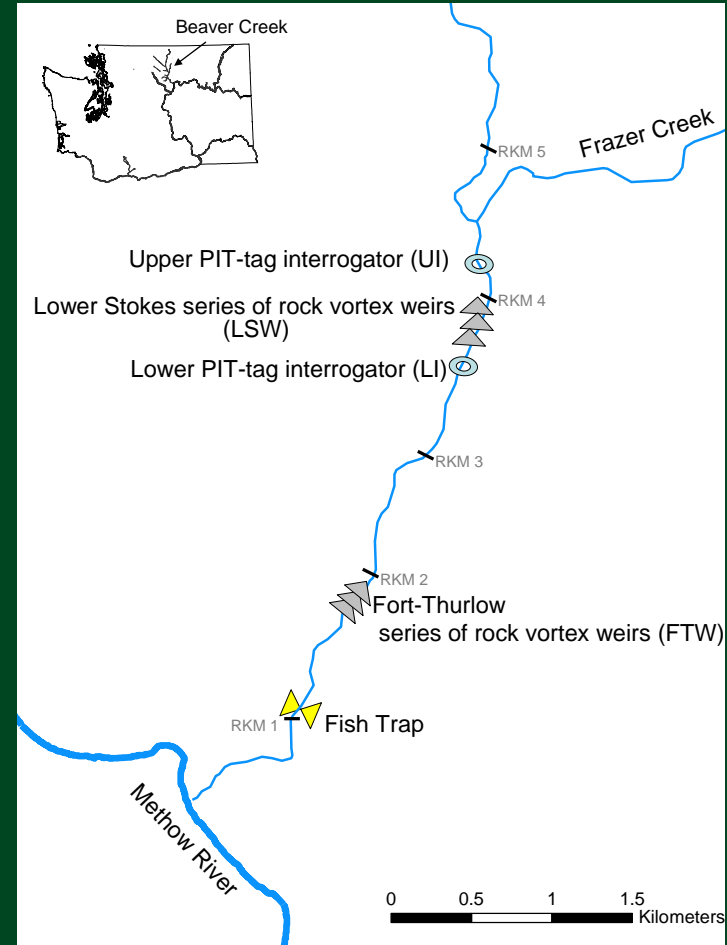 Beaver Creek
Frazer Creek
RKM 5
Upper PIT-tag interrogator (UI)
RKM 4
Lower Stokes series of rock vortex weirs
(LSW)
Lower PIT-tag interrogator (LI)
RKM 3
RKM 2
Fort-Thurlow
series of rock vortex weirs (FTW)
RKM 1
Fish Trap
Methow River
0 0.5 1 1.5
Kilometers